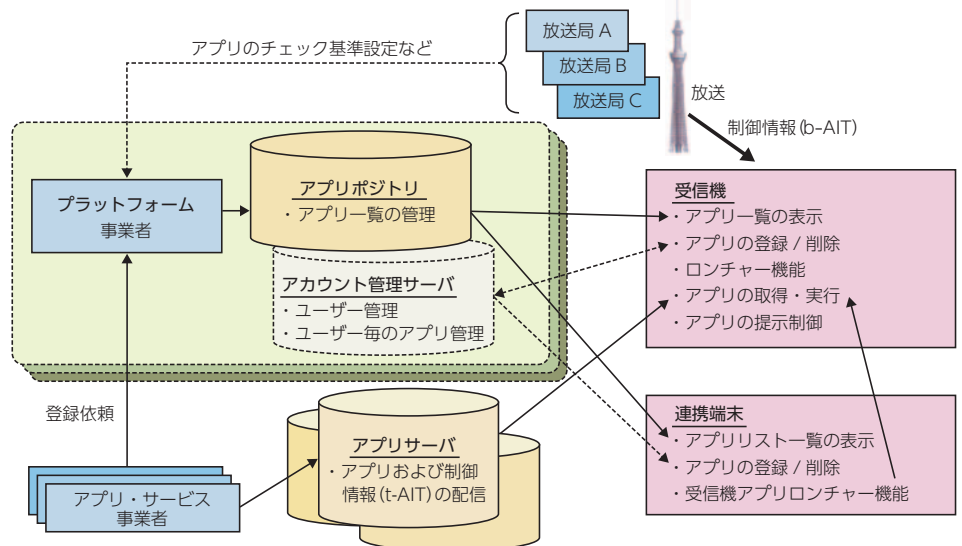 放送局 A
放送局 B
放送局 C
アプリのチェック基準設定など
放送
制御情報(b-AIT)
プラットフォーム
事業者
アプリポジトリ
・アプリ一覧の管理
アカウント管理サーバ
・ユーザー管理
・ユーザー毎のアプリ管理
受信機
・アプリ一覧の表示
・アプリの登録 / 削除
・ロンチャー機能
・アプリの取得・実行
・アプリの提示制御
登録依頼
アプリ・サービス
事業者
アプリサーバ
・アプリおよび制御
情報(t-AIT)の配信
連携端末
・アプリリスト一覧の表示
・アプリの登録 / 削除
・受信機アプリロンチャー機能